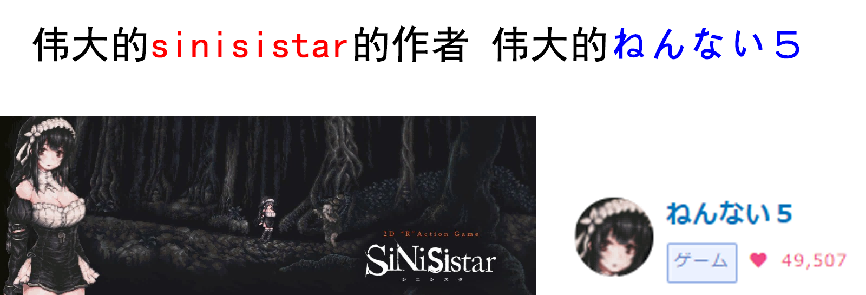 伟大的sinisistar的作者 伟大的ねんない５
2D "R" Action Game
SiNiSistar
シニシスタ
ねんない５
ゲーム ♥ 49,507